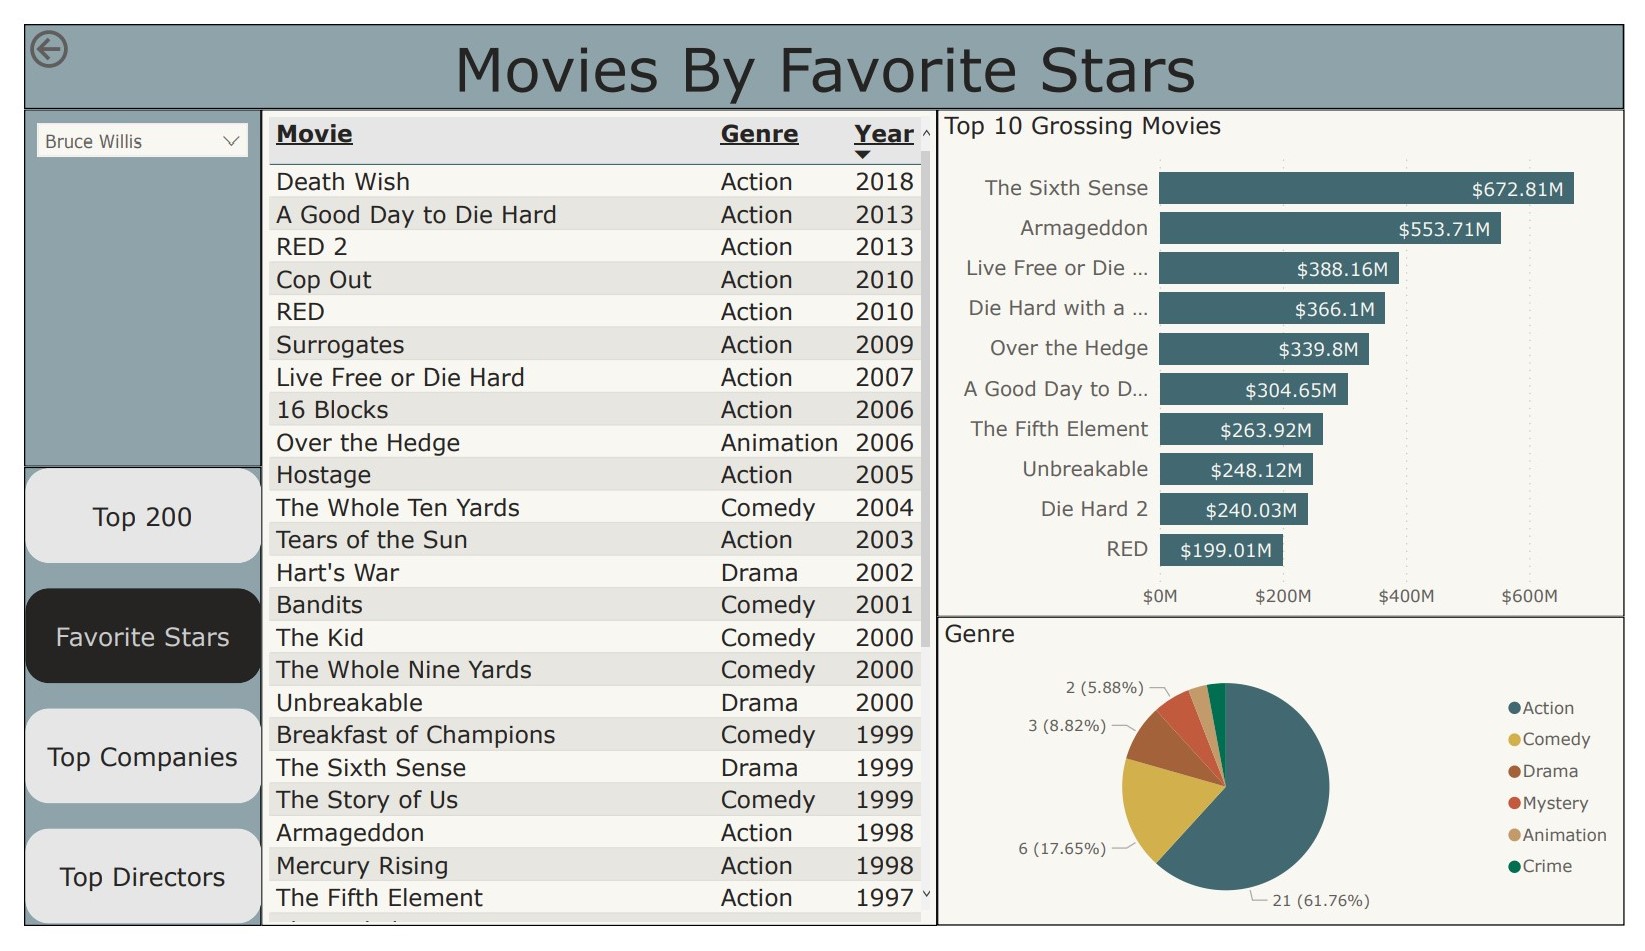 Movies By Favorite Stars
Bruce Willis
Top 200
Favorite Stars
Top Companies
Top Directors
Movie Genre Year
Death Wish Action 2018
A Good Day to Die Hard Action 2013
RED 2 Action 2013
Cop Out Action 2010
RED Action 2010
Surrogates Action 2009
Live Free or Die Hard Action 2007
16 Blocks Action 2006
Over the Hedge Animation 2006
Hostage Action 2005
The Whole Ten Yards Comedy 2004
Tears of the Sun Action 2003
Hart's War Drama 2002
Bandits Comedy 2001
The Kid Comedy 2000
The Whole Nine Yards Comedy 2000
Unbreakable Drama 2000
Breakfast of Champions Comedy 1999
The Sixth Sense Drama 1999
The Story of Us Comedy 1999
Armageddon Action 1998
Mercury Rising Action 1998
The Fifth Element Action 1997
Top 10 Grossing Movies
The Sixth Sense $672.81M
Armageddon $553.71M
Live Free or Die ... $388.16M
Die Hard with a ... $366.1M
Over the Hedge $339.8M
A Good Day to D... $304.65M
The Fifth Element $263.92M
Unbreakable $248.12M
Die Hard 2 $240.03M
RED $199.01M
$0M $200M $400M $600M
Genre
2 (5.88%)
3 (8.82%)
6 (17.65%)
21 (61.76%)
Action
Comedy
Drama
Mystery
Animation
Crime